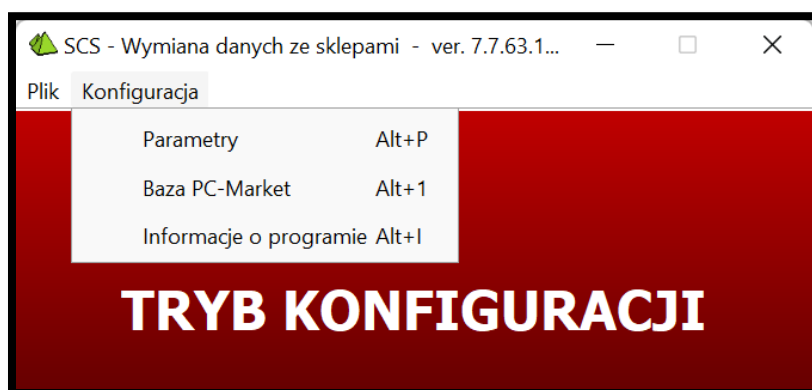 SCS - Wymiana danych ze sklepami - ver. 7.7.63.1...
Plik Konfiguracja
Parametry Alt+P
Baza PC-Market Alt+1
Informacje o programie Alt+I
TRYB KONFIGURACJI